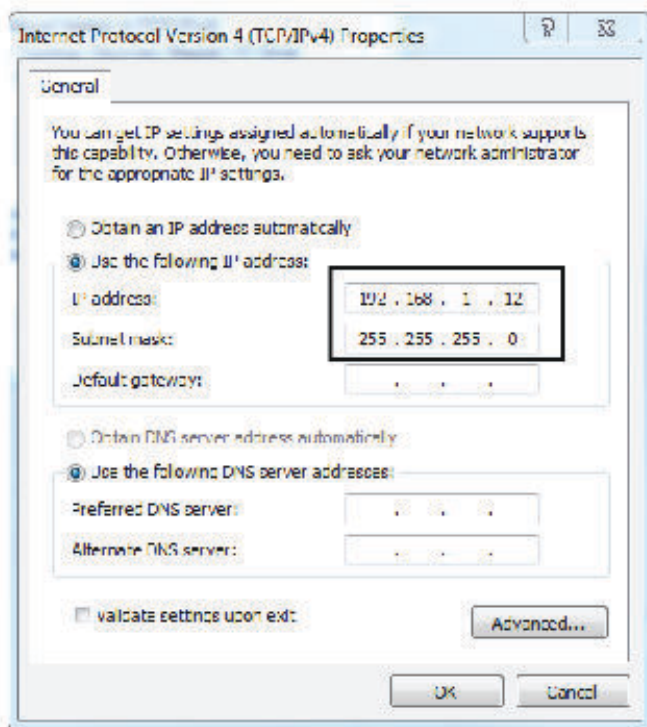 Internet Protocol Version 4 (TCP/IPv4) Properties
General
You can get IP settings assigned automatically if your network supports
this capability. Otherwise, you need to ask your network administrator
for the appropriate IP settings.
Obtain an IP address automatically
Use the following IP address:
IP address: 192 . 168 . 1 . 12
Subnet mask: 255 . 255 . 255 . 0
Default gateway: . . .
Obtain DNS server address automatically
Use the following DNS server addresses:
Preferred DNS server: . . .
Alternate DNS server: . . .
Validate settings upon exit
Advanced...
OK Cancel